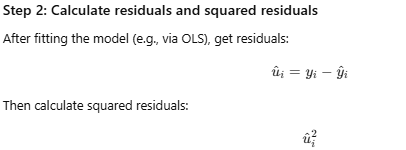 Step 2: Calculate residuals and squared residuals
After fitting the model (e.g., via OLS), get residuals:
ûᵢ = yᵢ − ŷᵢ
Then calculate squared residuals:
ûᵢ²